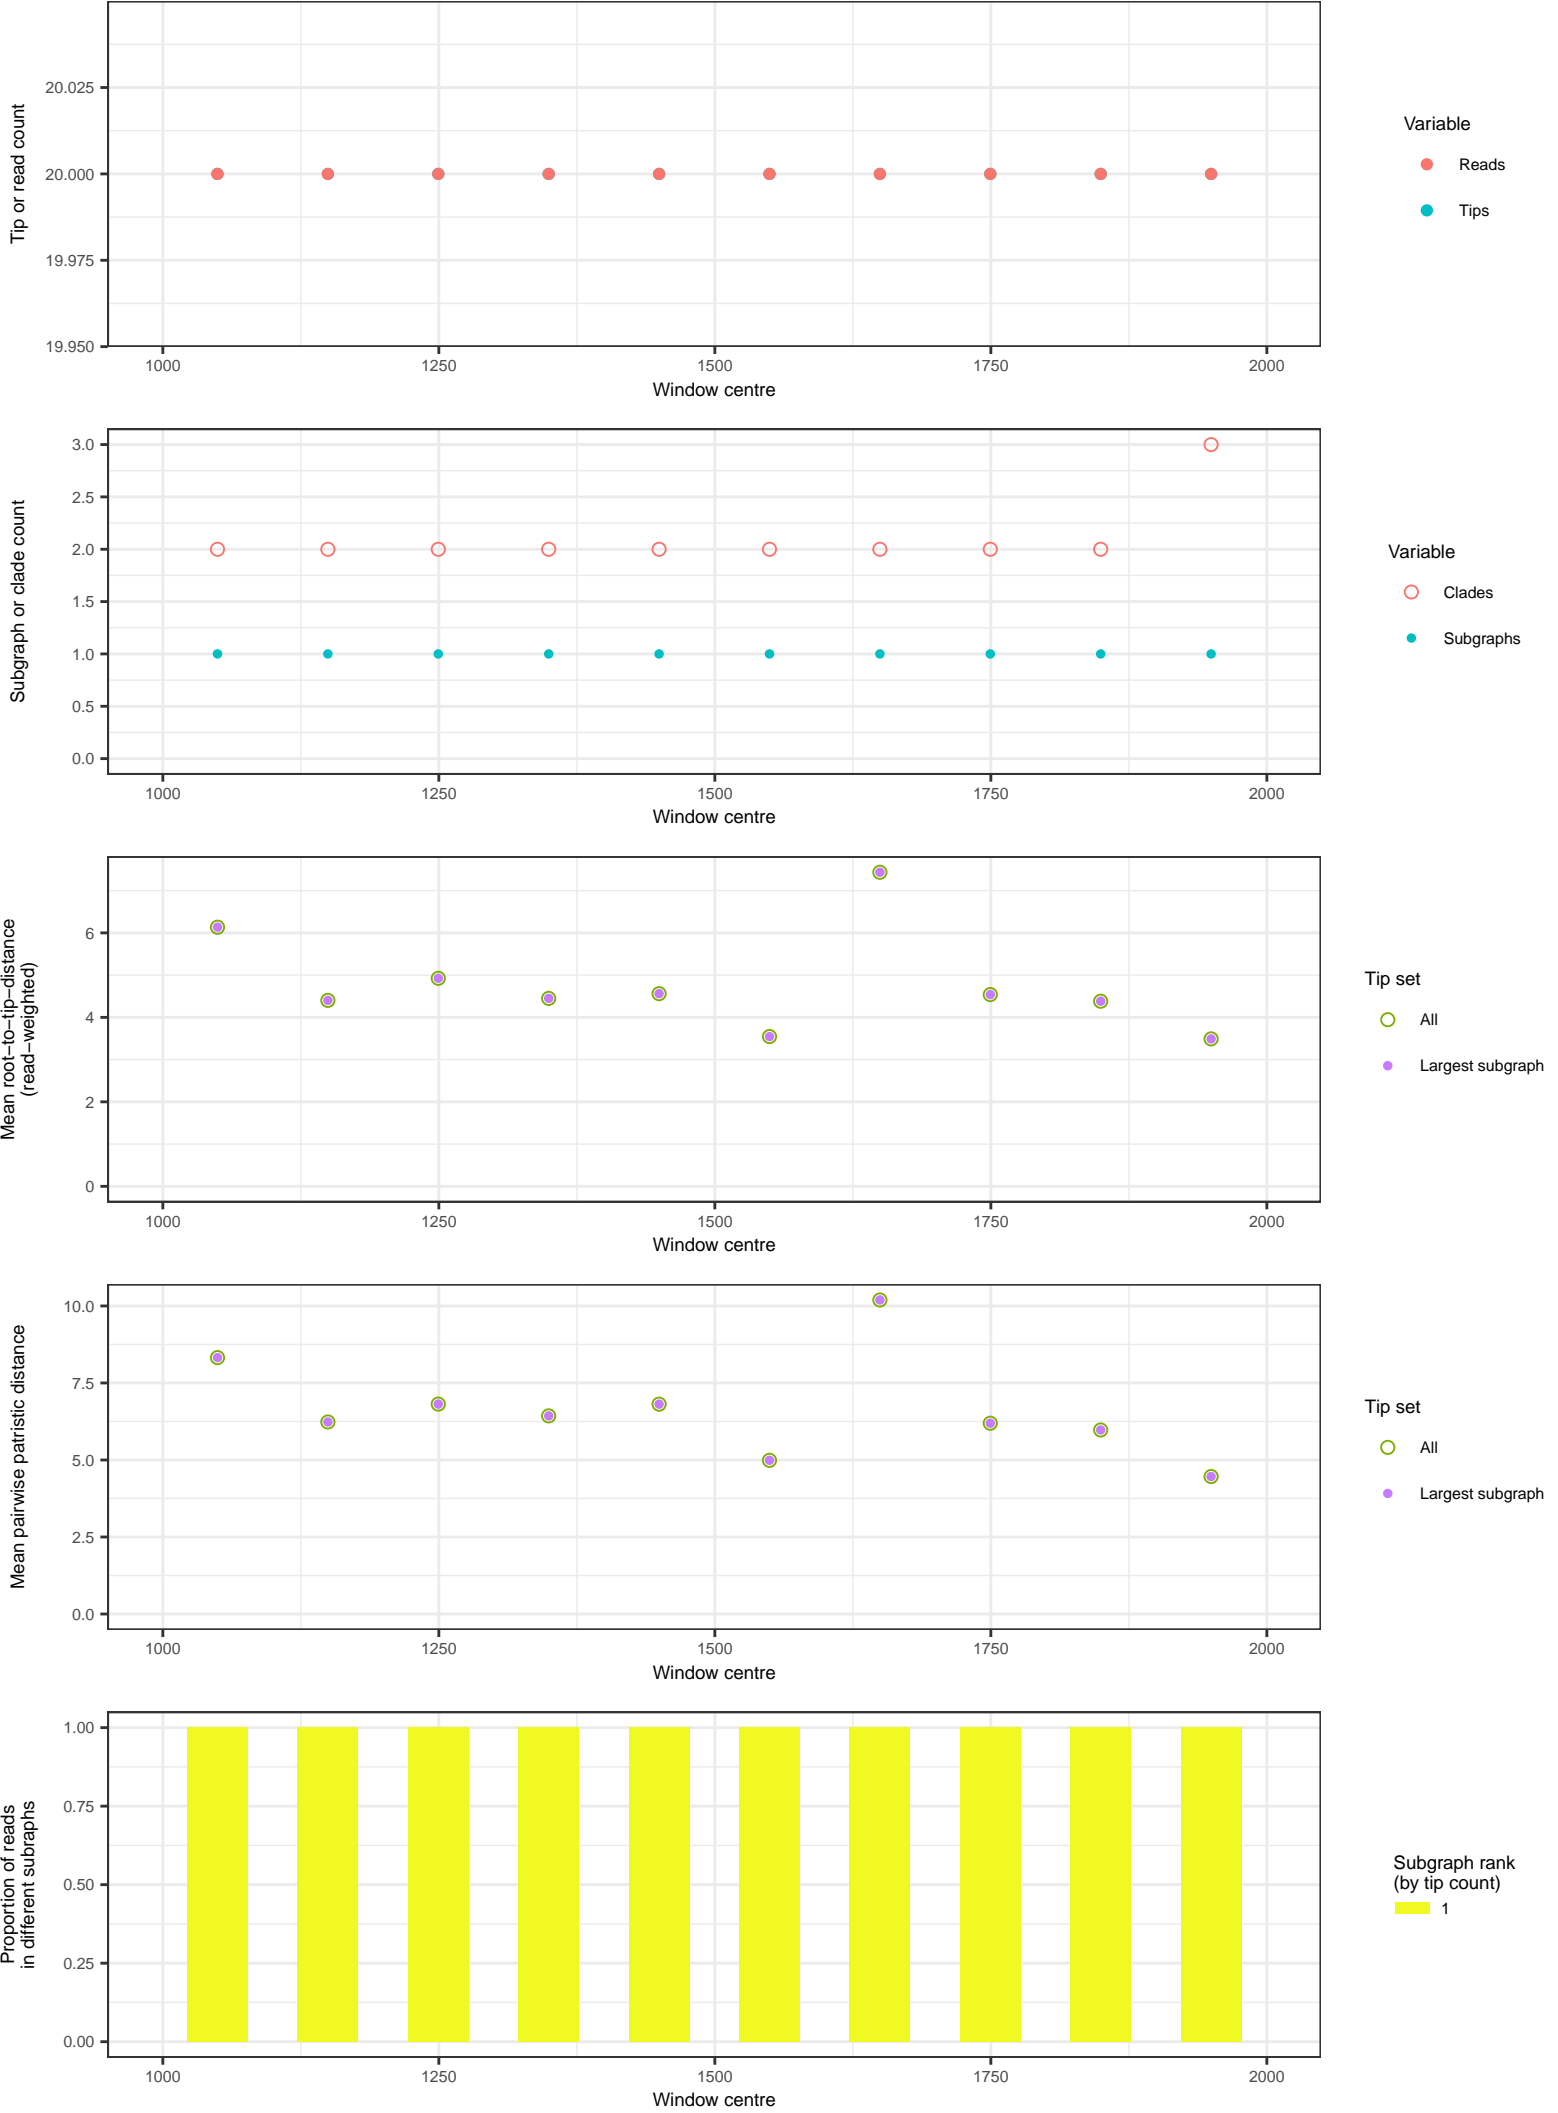 Tip or read count
20.025
20.000
19.975
19.950
1000 1250 1500 1750 2000
Window centre
Variable
Reads
Tips
Subgraph or clade count
3.0
2.5
2.0
1.5
1.0
0.5
0.0
1000 1250 1500 1750 2000
Window centre
Variable
Clades
Subgraphs
Mean root−to−tip−distance
(read−weighted)
6
4
2
0
1000 1250 1500 1750 2000
Window centre
Tip set
All
Largest subgraph
Mean pairwise patristic distance
10.0
7.5
5.0
2.5
0.0
1000 1250 1500 1750 2000
Window centre
Tip set
All
Largest subgraph
Proportion of reads
in different subraphs
1.00
0.75
0.50
0.25
0.00
1000 1250 1500 1750 2000
Window centre
Subgraph rank
(by tip count)
1